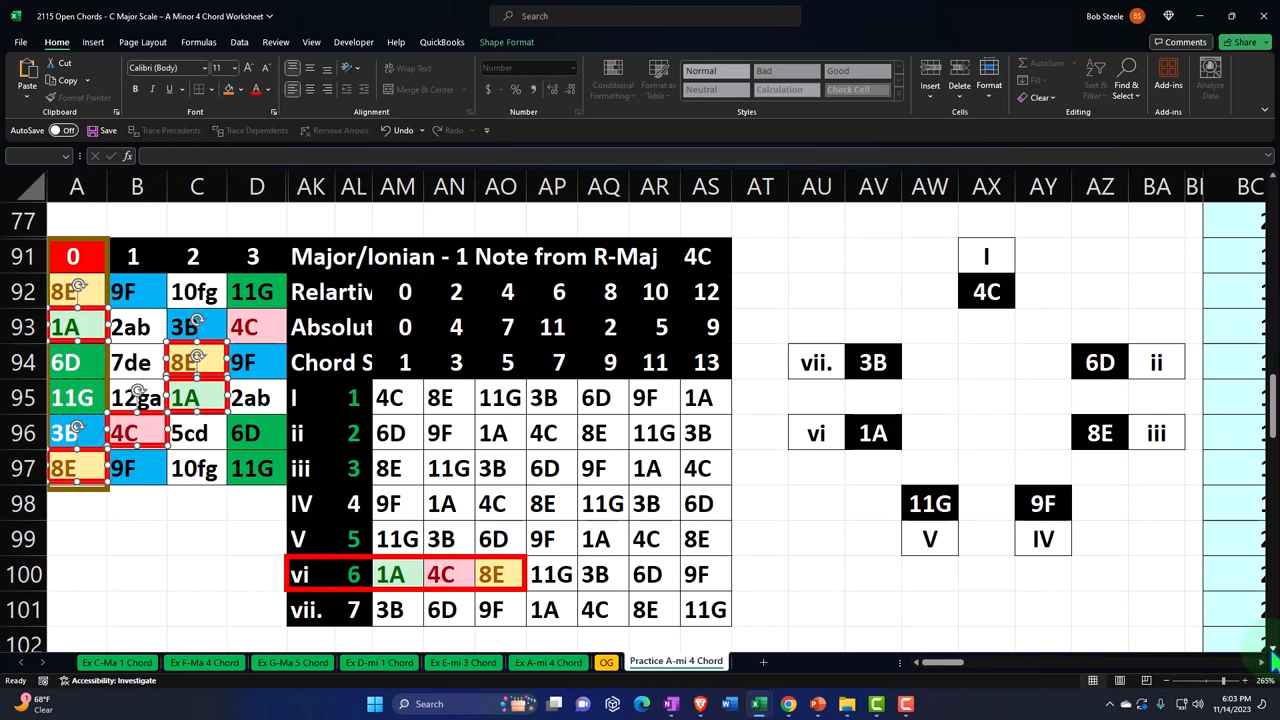 2115 Open Chords - C Major Scale – A Minor 4 Chord Worksheet
Search
Bob Steele BS
File Home Insert Page Layout Formulas Data Review View Developer Automate Help QuickBooks Shape Format
Comments Share
Paste
Cut
Copy
Format Painter
Clipboard
Calibri (Body) 11
B I U
Font
Wrap Text
Merge & Center
Alignment
Number
$ % 9
Number
Conditional Formatting
Format as Table
Normal Bad Good
Neutral Calculation Check Cell
Styles
Insert Delete Format
Cells
AutoSum
Fill
Clear
Sort & Filter
Find & Select
Editing
Add-ins
Add-ins
Analyze Data
AutoSave Off Save Trace Precedents Trace Dependents Remove Arrows Undo Redo
fx
A B C D AK AL AM AN AO AP AQ AR AS AT AU AV AW AX AY AZ BA BC
77
91 0 1 2 3 Major/Ionian - 1 Note from R-Maj 4C I
92 8E 9F 10fg 11G Relartiv 0 2 4 6 8 10 12 4C
93 1A 2ab 3B 4C Absolut 0 4 7 11 2 5 9
94 6D 7de 8E 9F Chord S 1 3 5 7 9 11 13 vii. 3B 6D ii
95 11G 12ga 1A 2ab I 1 4C 8E 11G 3B 6D 9F 1A
96 3B 4C 5cd 6D ii 2 6D 9F 1A 4C 8E 11G 3B vi 1A 8E iii
97 8E 9F 10fg 11G iii 3 8E 11G 3B 6D 9F 1A 4C
98 IV 4 9F 1A 4C 8E 11G 3B 6D 11G 9F
99 V 5 11G 3B 6D 9F 1A 4C 8E V IV
100 vi 6 1A 4C 8E 11G 3B 6D 9F
101 vii. 7 3B 6D 9F 1A 4C 8E 11G
102
Ex C-Ma 1 Chord Ex F-Ma 4 Chord Ex G-Ma 5 Chord Ex D-mi 1 Chord Ex E-mi 3 Chord Ex A-mi 4 Chord OG Practice A-mi 4 Chord
Ready Accessibility: Investigate 265%
68°F
Clear
Search
6:03 PM
11/14/2023